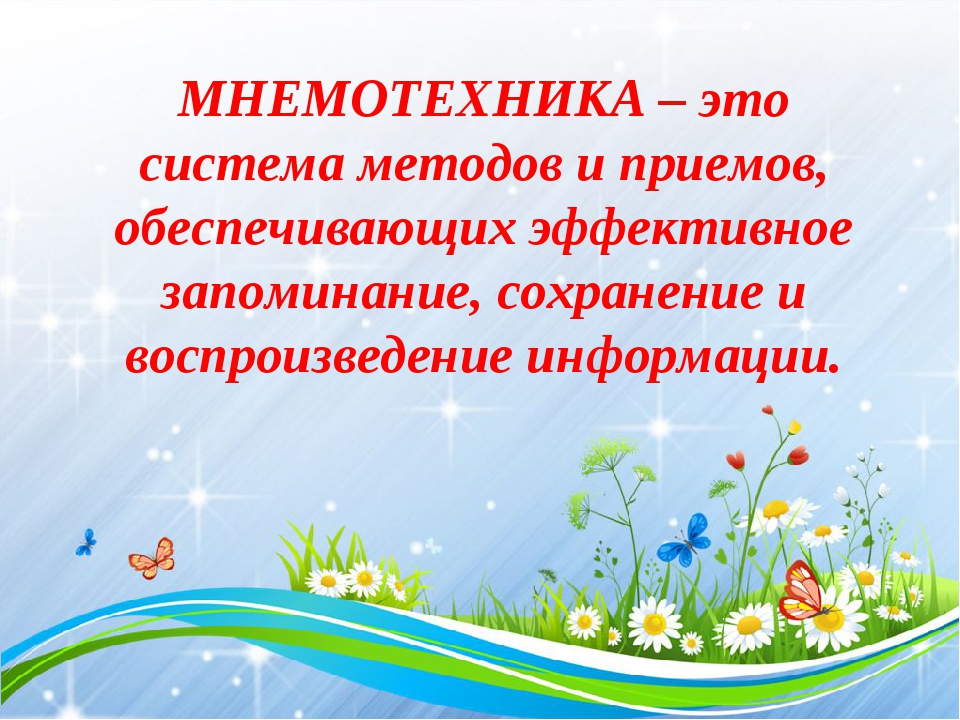 МНЕМОТЕХНИКА – это
система методов и приемов,
обеспечивающих эффективное
запоминание, сохранение и
воспроизведение информации.